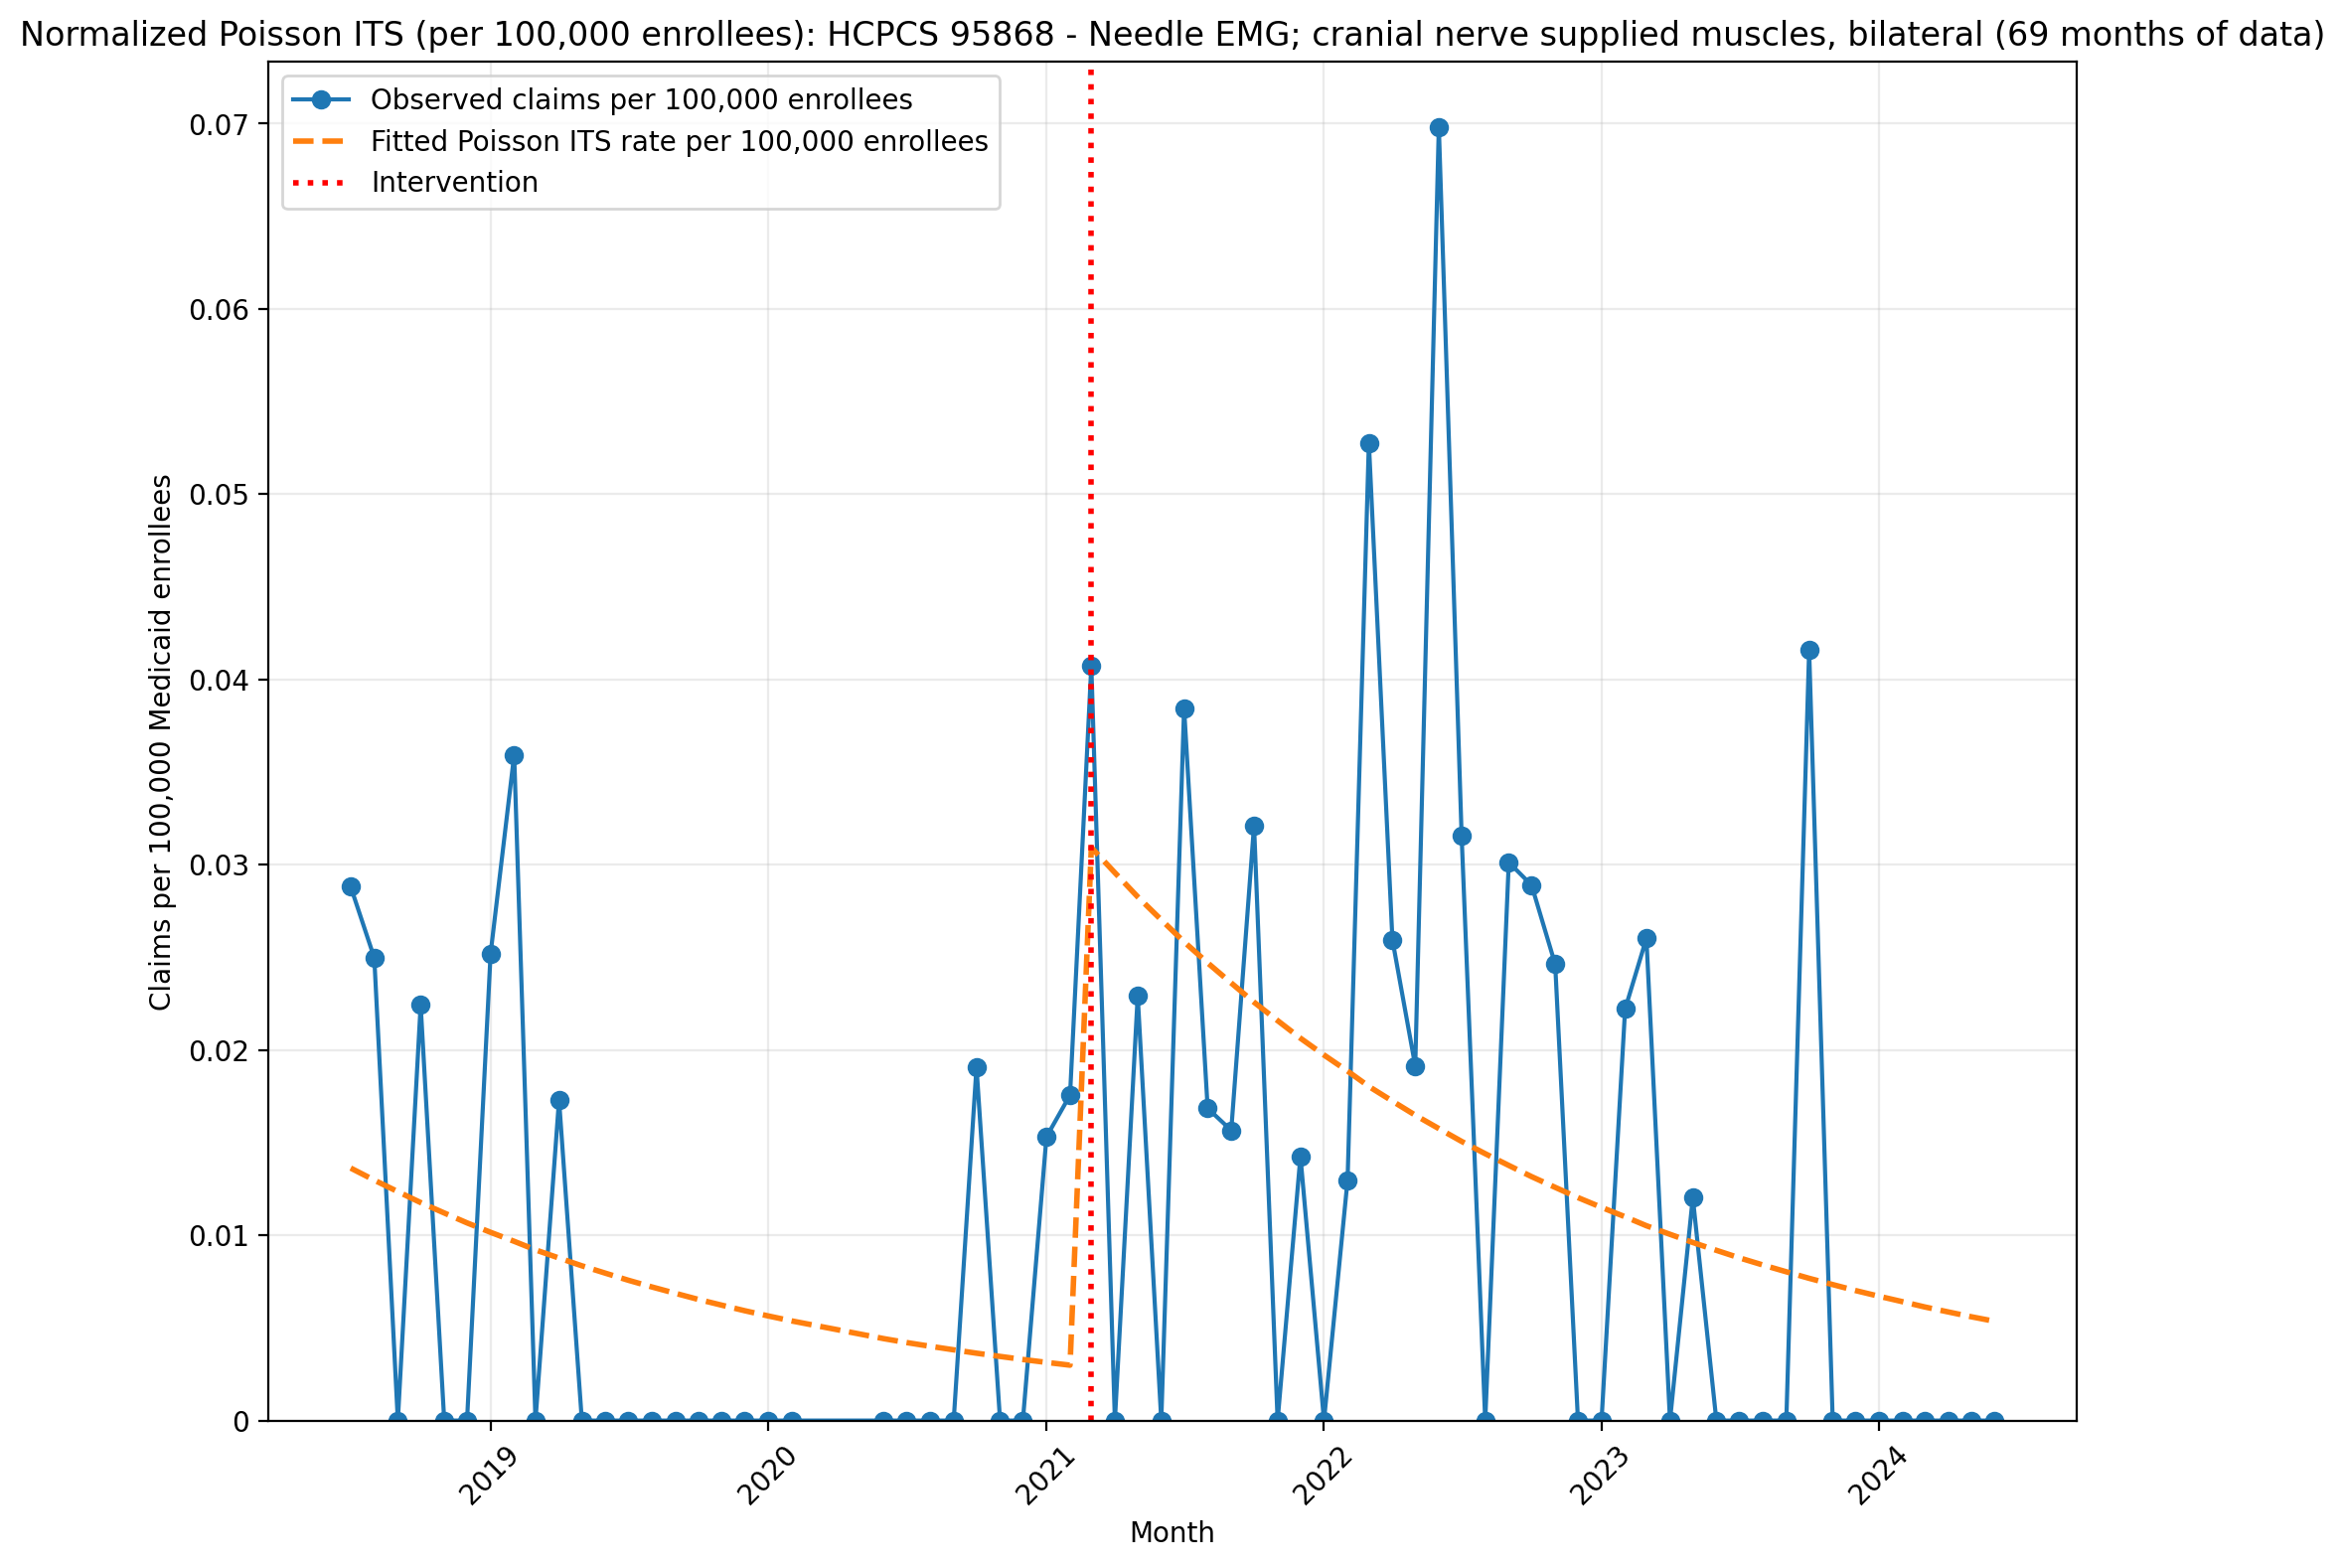 Normalized Poisson ITS (per 100,000 enrollees): HCPCS 95868 - Needle EMG; cranial nerve supplied muscles, bilateral (69 months of data)
Observed claims per 100,000 enrollees
Fitted Poisson ITS rate per 100,000 enrollees
Intervention
Claims per 100,000 Medicaid enrollees
0.07
0.06
0.05
0.04
0.03
0.02
0.01
0
2019
2020
2021
2022
2023
2024
Month